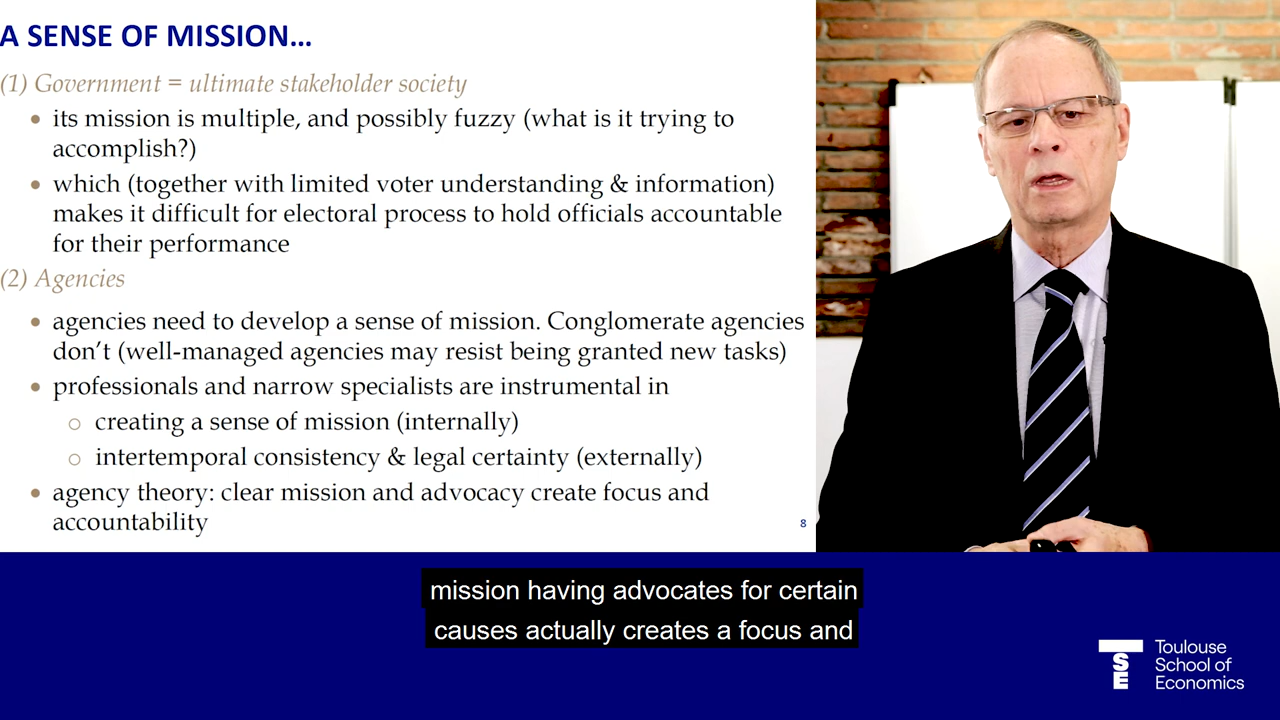 A SENSE OF MISSION…
(1) Government = ultimate stakeholder society
• its mission is multiple, and possibly fuzzy (what is it trying to
accomplish?)
• which (together with limited voter understanding & information)
makes it difficult for electoral process to hold officials accountable
for their performance
(2) Agencies
• agencies need to develop a sense of mission. Conglomerate agencies
don't (well-managed agencies may resist being granted new tasks)
• professionals and narrow specialists are instrumental in
○ creating a sense of mission (internally)
○ intertemporal consistency & legal certainty (externally)
• agency theory: clear mission and advocacy create focus and
accountability
8
mission having advocates for certain
causes actually creates a focus and
TSE
Toulouse
School of
Economics